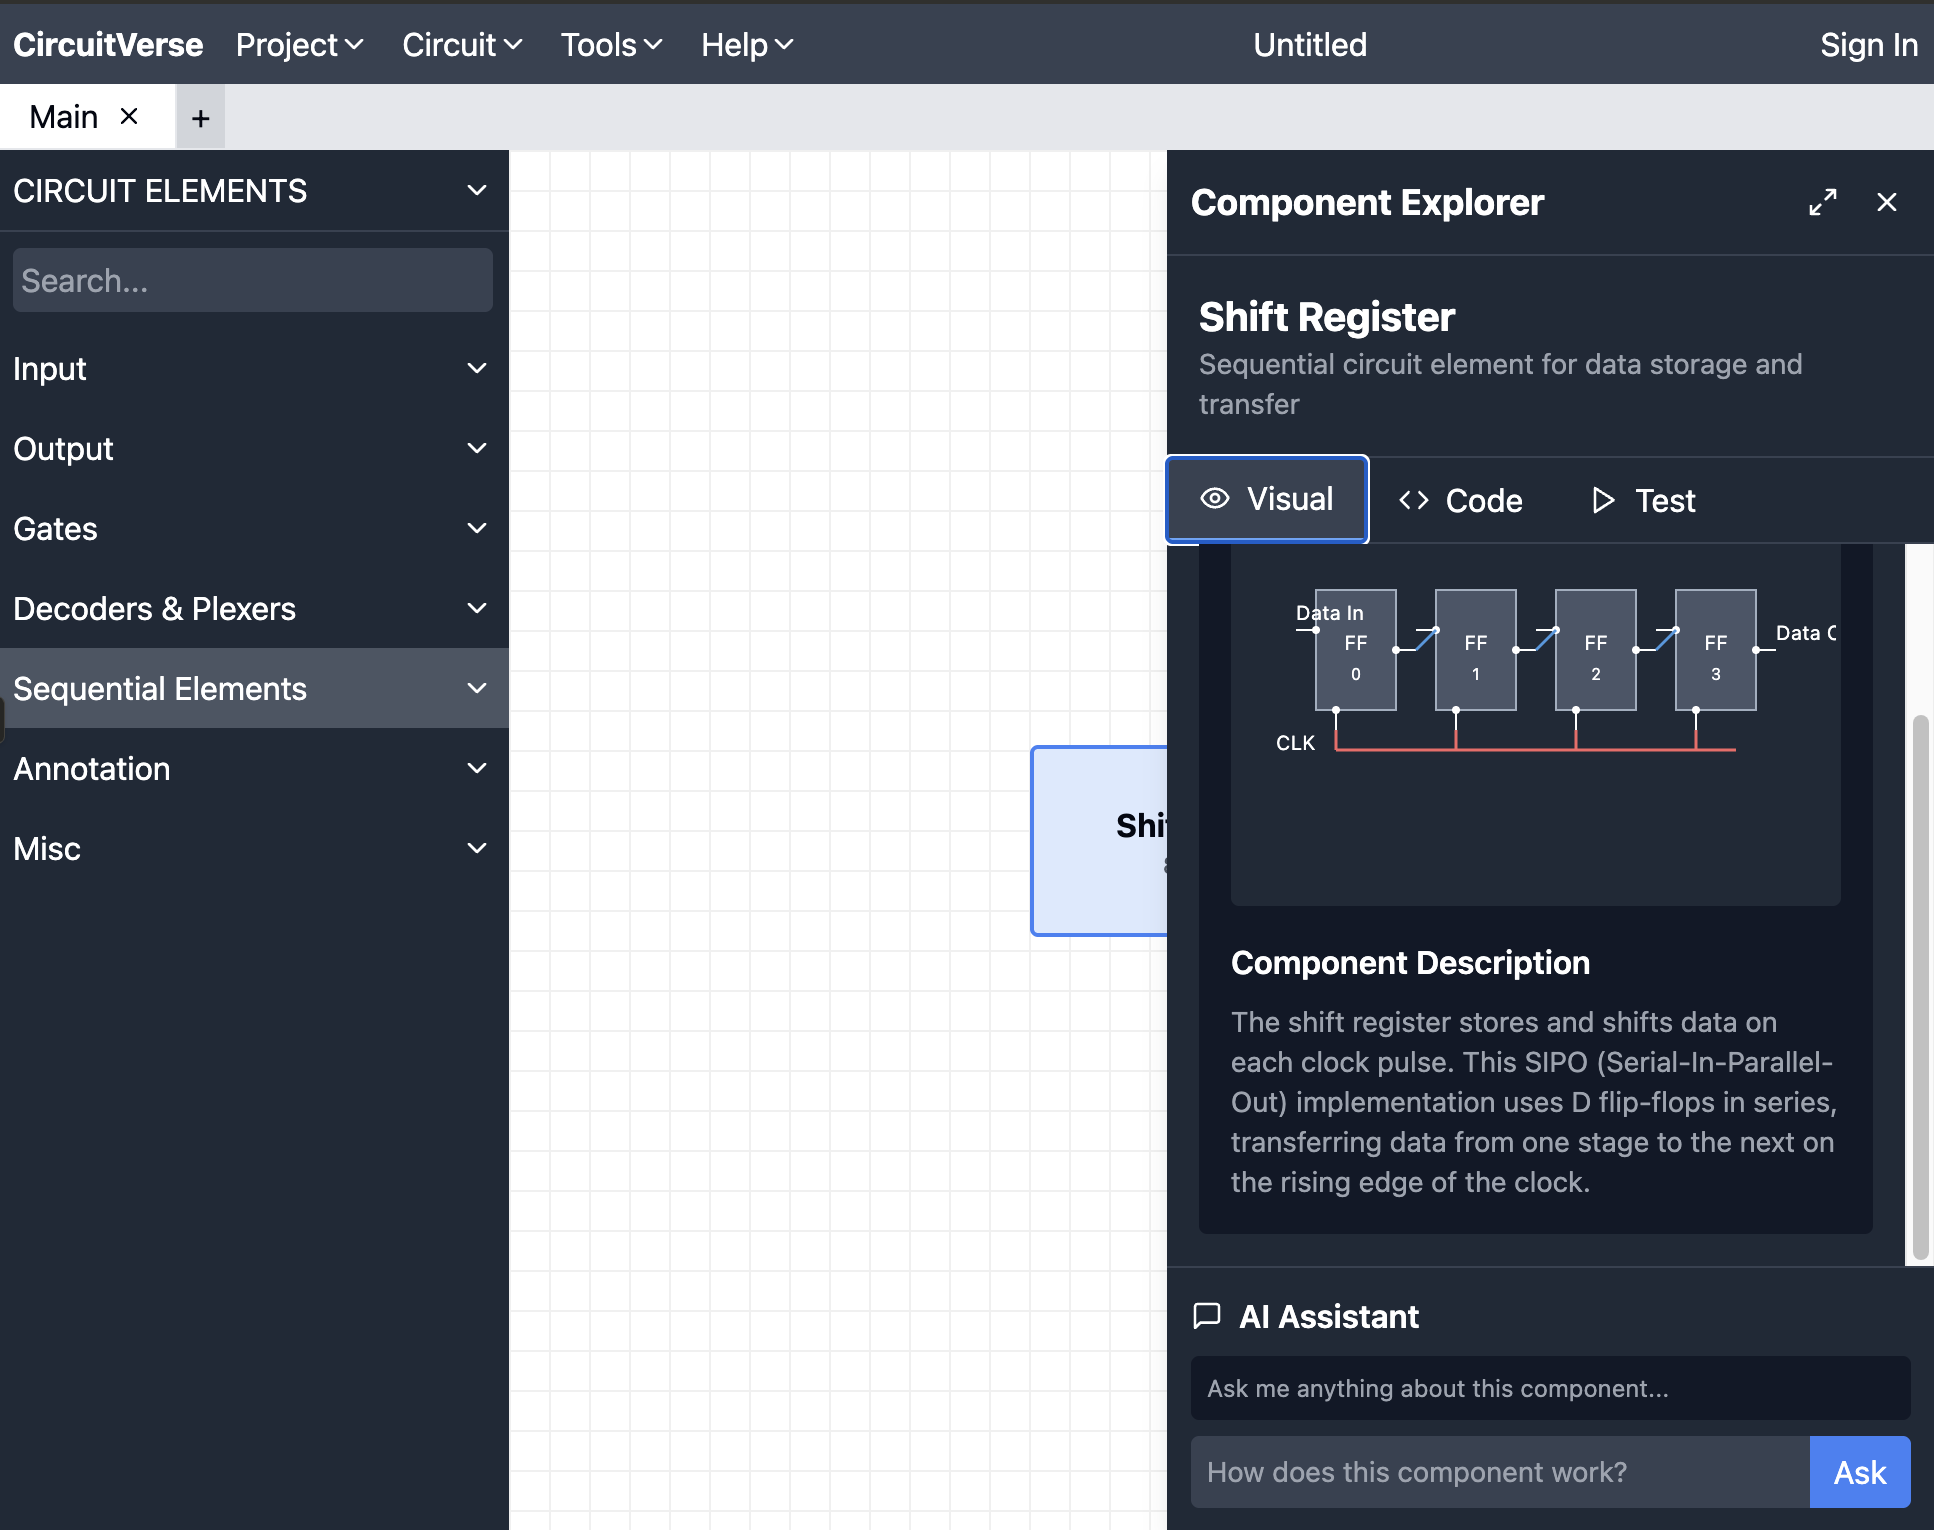 CircuitVerse Project Circuit Tools Help Untitled Sign In
Main +
CIRCUIT ELEMENTS
Search...
Input
Output
Gates
Decoders & Plexers
Sequential Elements
Annotation
Misc
Shi
Component Explorer
Shift Register
Sequential circuit element for data storage and
transfer
Visual Code Test
Data In
FF
0
FF
1
FF
2
FF
3
Data
CLK
Component Description
The shift register stores and shifts data on
each clock pulse. This SIPO (Serial-In-Parallel-
Out) implementation uses D flip-flops in series,
transferring data from one stage to the next on
the rising edge of the clock.
AI Assistant
Ask me anything about this component...
How does this component work?
Ask